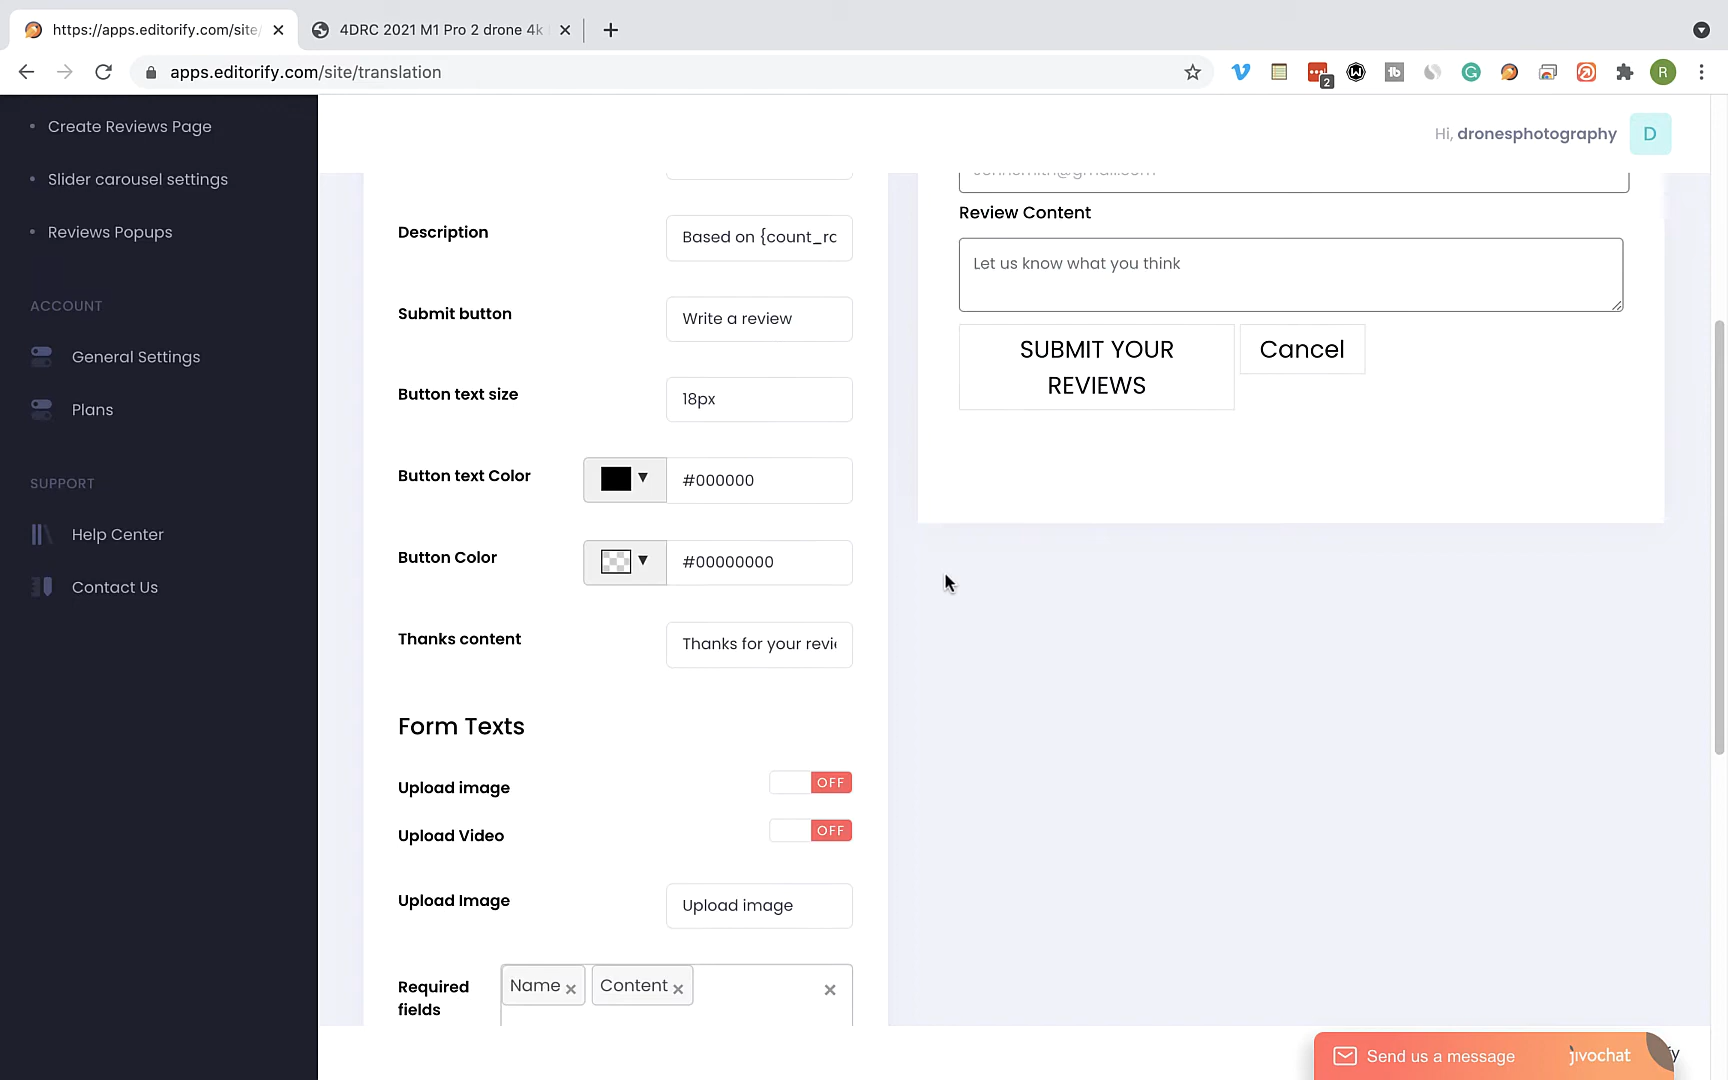 https://apps.editorify.com/site/
4DRC 2021 M1 Pro 2 drone 4k
apps.editorify.com/site/translation
2
R
Create Reviews Page
Slider carousel settings
Reviews Popups
ACCOUNT
General Settings
Plans
SUPPORT
Help Center
Contact Us
Hi, dronesphotography
D
Description
Based on {count_rc
Submit button
Write a review
Button text size
18px
Button text Color
#000000
Button Color
#00000000
Thanks content
Thanks for your revi
Form Texts
Upload image
OFF
Upload Video
OFF
Upload Image
Upload image
Required
fields
Name
Content
Review Content
Let us know what you think
SUBMIT YOUR
REVIEWS
Cancel
Send us a message
jivochat